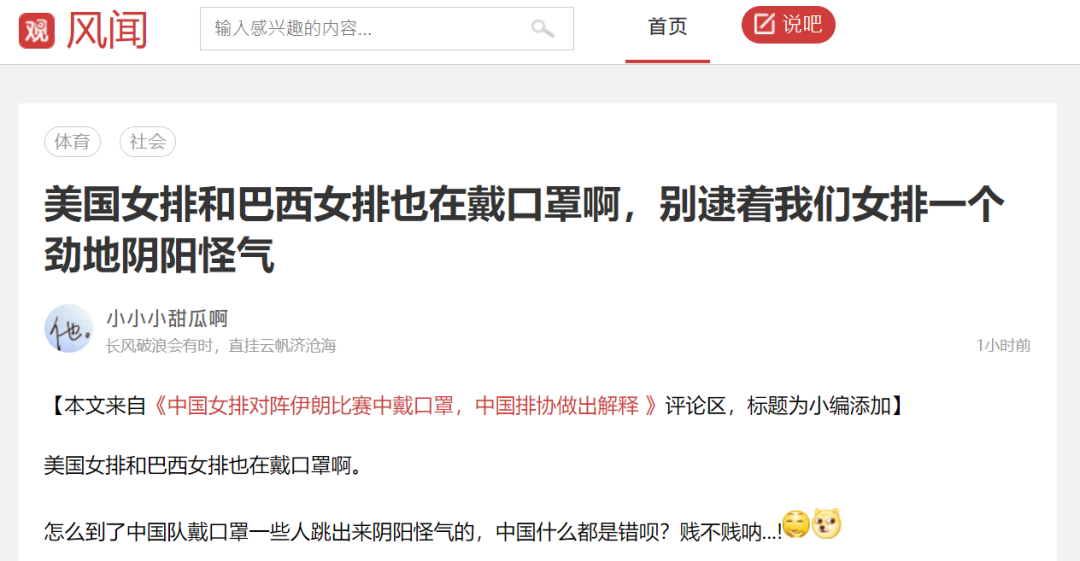 观 风闻 输入感兴趣的内容... 首页 说吧
体育 社会
美国女排和巴西女排也在戴口罩啊，别逮着我们女排一个
劲地阴阳怪气
他。 小小小甜瓜啊
长风破浪会有时，直挂云帆济沧海 1小时前
【本文来自《中国女排对阵伊朗比赛中戴口罩，中国排协做出解释 》评论区，标题为小编添加】
美国女排和巴西女排也在戴口罩啊。
怎么到了中国队戴口罩一些人跳出来阴阳怪气的，中国什么都是错呗？贱不贱呐...!